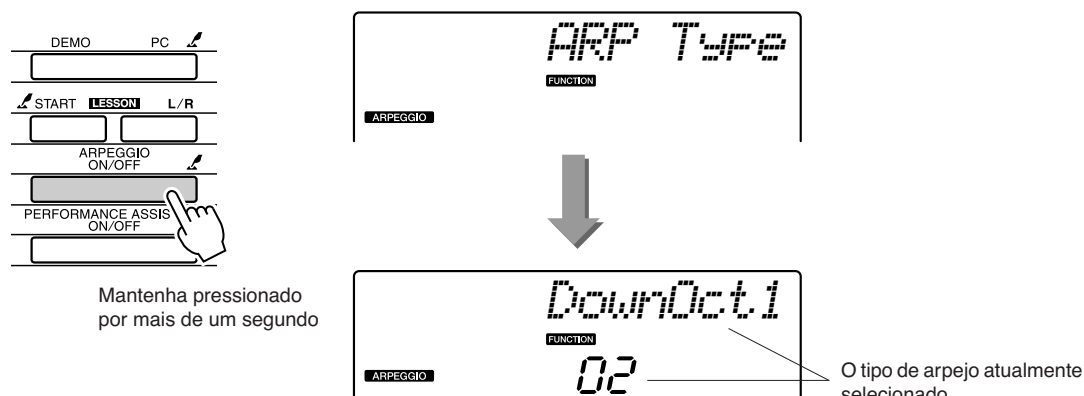 DEMO PC
START LESSON L/R
ARPEGGIO
ON/OFF
PERFORMANCE ASSIS
ON/OFF
Mantenha pressionado
por mais de um segundo
ARP Type
FUNCTION
ARPEGGIO
DownOct1
FUNCTION
ARPEGGIO
02
O tipo de arpejo atualmente
selecionado